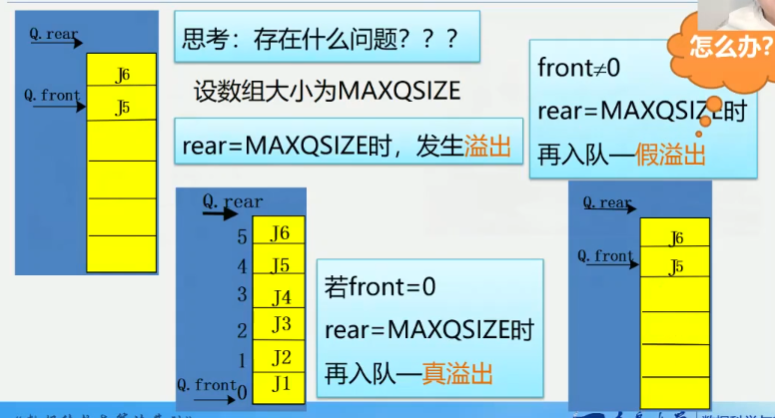 Q.rear
J6
Q.front
J5
思考：存在什么问题？？？
设数组大小为MAXQSIZE
rear=MAXQSIZE时，发生溢出
front≠0
rear=MAXQSIZE时
再入队—假溢出
怎么办?
Q.rear
5 J6
4 J5
3 J4
2 J3
1 J2
Q.front 0 J1
若front=0
rear=MAXQSIZE时
再入队—真溢出
Q.rear
J6
Q.front
J5